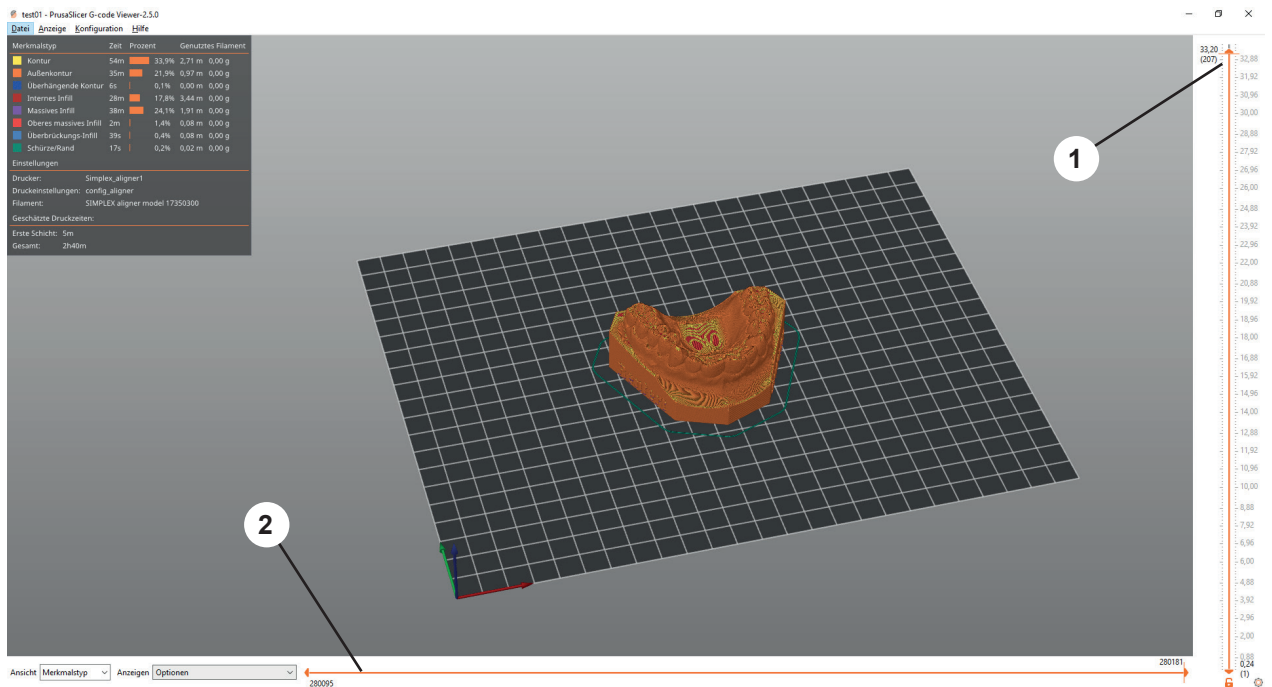 test01 - PrusaSlicer G-code Viewer-2.5.0
Datei Anzeige Konfiguration Hilfe
Merkmalstyp Zeit Prozent Genutztes Filament
Kontur 54m 33,9% 2,71 m 0,00 g
Außenkontur 35m 21,9% 0,97 m 0,00 g
Überhängende Kontur 6s 0,1% 0,00 m 0,00 g
Internes Infill 28m 17,8% 3,44 m 0,00 g
Massives Infill 38m 24,1% 1,91 m 0,00 g
Oberes massives Infill 2m 1,4% 0,08 m 0,00 g
Überbrückungs-Infill 39s 0,4% 0,08 m 0,00 g
Schürze/Rand 17s 0,2% 0,02 m 0,00 g
Einstellungen
Drucker: Simplex_aligner1
Druckeinstellungen: config_aligner
Filament: SIMPLEX aligner model 17350300
Geschätzte Druckzeiten:
Erste Schicht: 5m
Gesamt: 2h40m
1
2
33,20
(207)
32,88
31,92
30,96
30,00
28,88
27,92
26,96
26,00
24,88
23,92
22,96
22,00
20,88
19,92
18,96
18,00
16,88
15,92
14,96
14,00
12,88
11,92
10,96
10,00
8,88
7,92
6,96
6,00
4,88
3,92
2,96
2,00
0,88
0,24
(1)
Ansicht Merkmalstyp Anzeigen Optionen
280181
280095